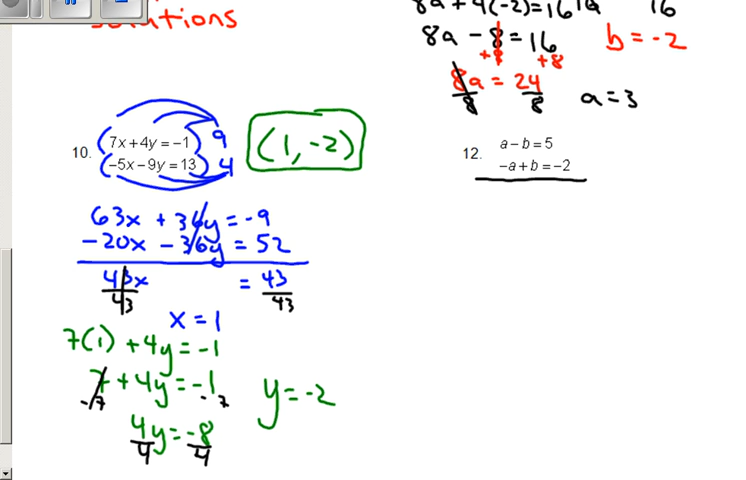 solutions
8a + 4(-2) = 16
16
8a - 8 = 16
+8 +8
b = -2
8a = 24
8 8
a = 3
10. 7x + 4y = -1 9
-5x - 9y = 13 4
(1, -2)
63x + 36y = -9
-20x - 36y = 52
43x = 43
43 43
x = 1
7(1) + 4y = -1
7 + 4y = -1
-7 -7
4y = -8
4 4
y = -2
12. a - b = 5
-a + b = -2